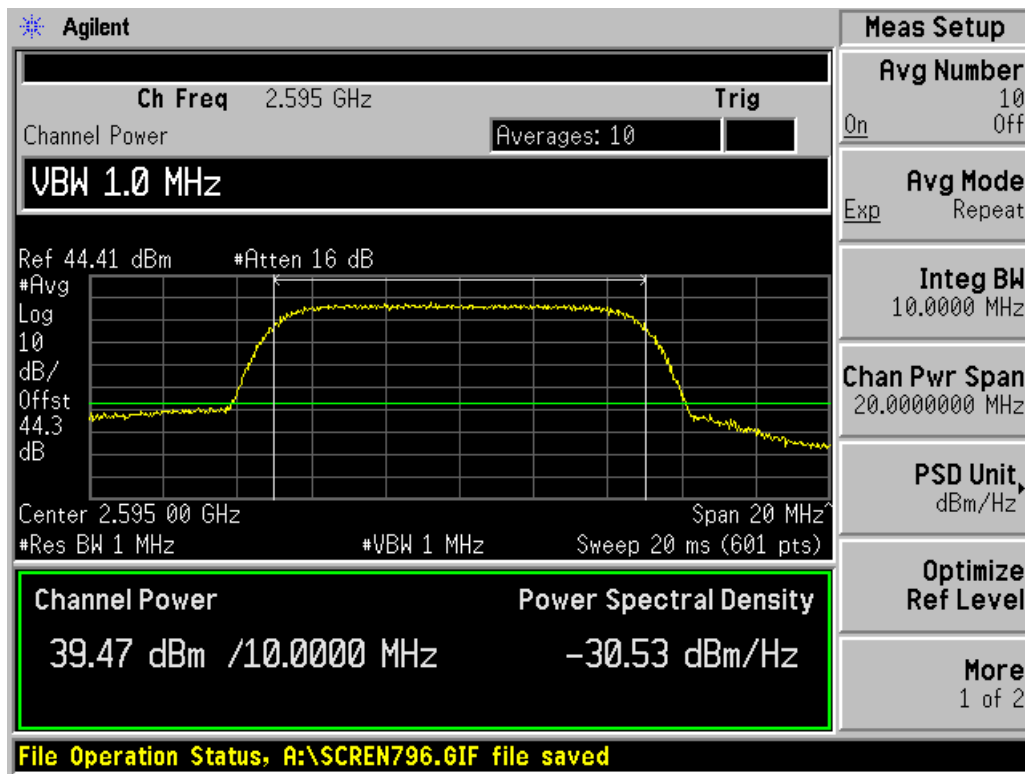 Agilent
Ch Freq 2.595 GHz Trig
Channel Power Averages: 10
VBW 1.0 MHz
Ref 44.41 dBm #Atten 16 dB
#Avg
Log
10
dB/
Offst
44.3
dB
Center 2.595 00 GHz Span 20 MHz^
#Res BW 1 MHz #VBW 1 MHz Sweep 20 ms (601 pts)
Channel Power Power Spectral Density
39.47 dBm /10.0000 MHz -30.53 dBm/Hz
File Operation Status, A:\SCREN796.GIF file saved
Meas Setup
Avg Number
10
On Off
Avg Mode
Exp Repeat
Integ BW
10.0000 MHz
Chan Pwr Span
20.0000000 MHz
PSD Unit
dBm/Hz
Optimize
Ref Level
More
1 of 2